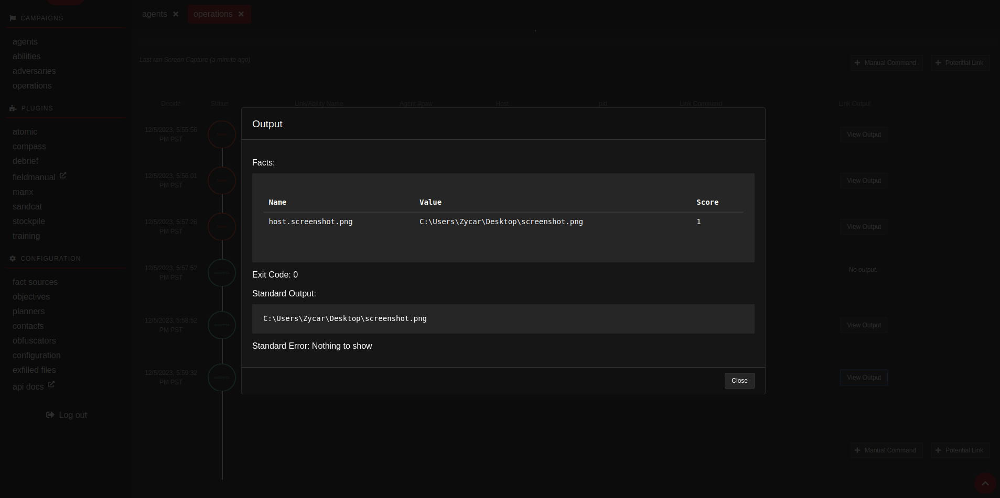 CAMPAIGNS
agents
abilities
adversaries
operations
PLUGINS
atomic
compass
debrief
fieldmanual
manx
sandcat
stockpile
training
CONFIGURATION
fact sources
objectives
planners
contacts
obfuscators
configuration
exfilled files
api docs
Log out
agents
operations
Last ran Screen Capture (a minute ago)
Manual Command
Potential Link
Decide Status Link/Ability Name Agent #paw Host pid Link Command Link Output
12/5/2023, 5:55:56
PM PST
View Output
12/5/2023, 5:56:01
PM PST
View Output
12/5/2023, 5:57:26
PM PST
View Output
12/5/2023, 5:57:52
PM PST
No output.
12/5/2023, 5:58:52
PM PST
View Output
12/5/2023, 5:59:32
PM PST
View Output
Output
Facts:
Name Value Score
host.screenshot.png C:\Users\Zycar\Desktop\screenshot.png 1
Exit Code: 0
Standard Output:
C:\Users\Zycar\Desktop\screenshot.png
Standard Error: Nothing to show
Close
Manual Command
Potential Link